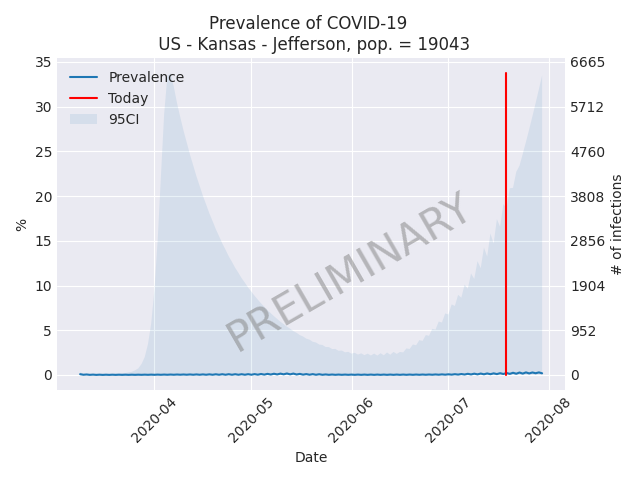 Prevalence of COVID-19
US - Kansas - Jefferson, pop. = 19043
Prevalence
Today
95CI
35
30
25
20
15
10
5
0
%
6665
5712
4760
3808
2856
1904
952
0
# of infections
PRELIMINARY
2020-04
2020-05
2020-06
2020-07
2020-08
Date